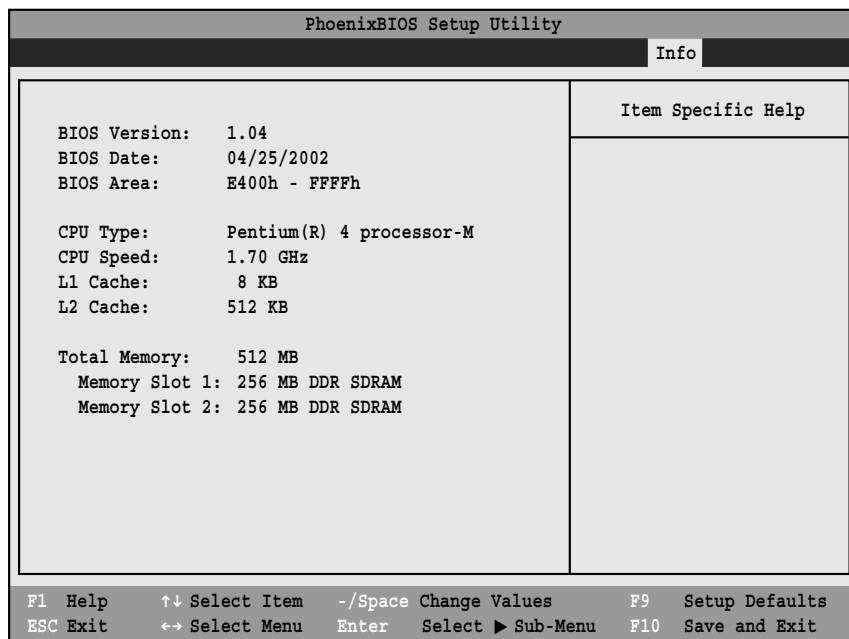 PhoenixBIOS Setup Utility
Info
Item Specific Help
BIOS Version: 1.04
BIOS Date: 04/25/2002
BIOS Area: E400h - FFFFh
CPU Type: Pentium(R) 4 processor-M
CPU Speed: 1.70 GHz
L1 Cache: 8 KB
L2 Cache: 512 KB
Total Memory: 512 MB
Memory Slot 1: 256 MB DDR SDRAM
Memory Slot 2: 256 MB DDR SDRAM
F1 Help ↑↓ Select Item -/Space Change Values F9 Setup Defaults
ESC Exit ←→ Select Menu Enter Select ▶ Sub-Menu F10 Save and Exit